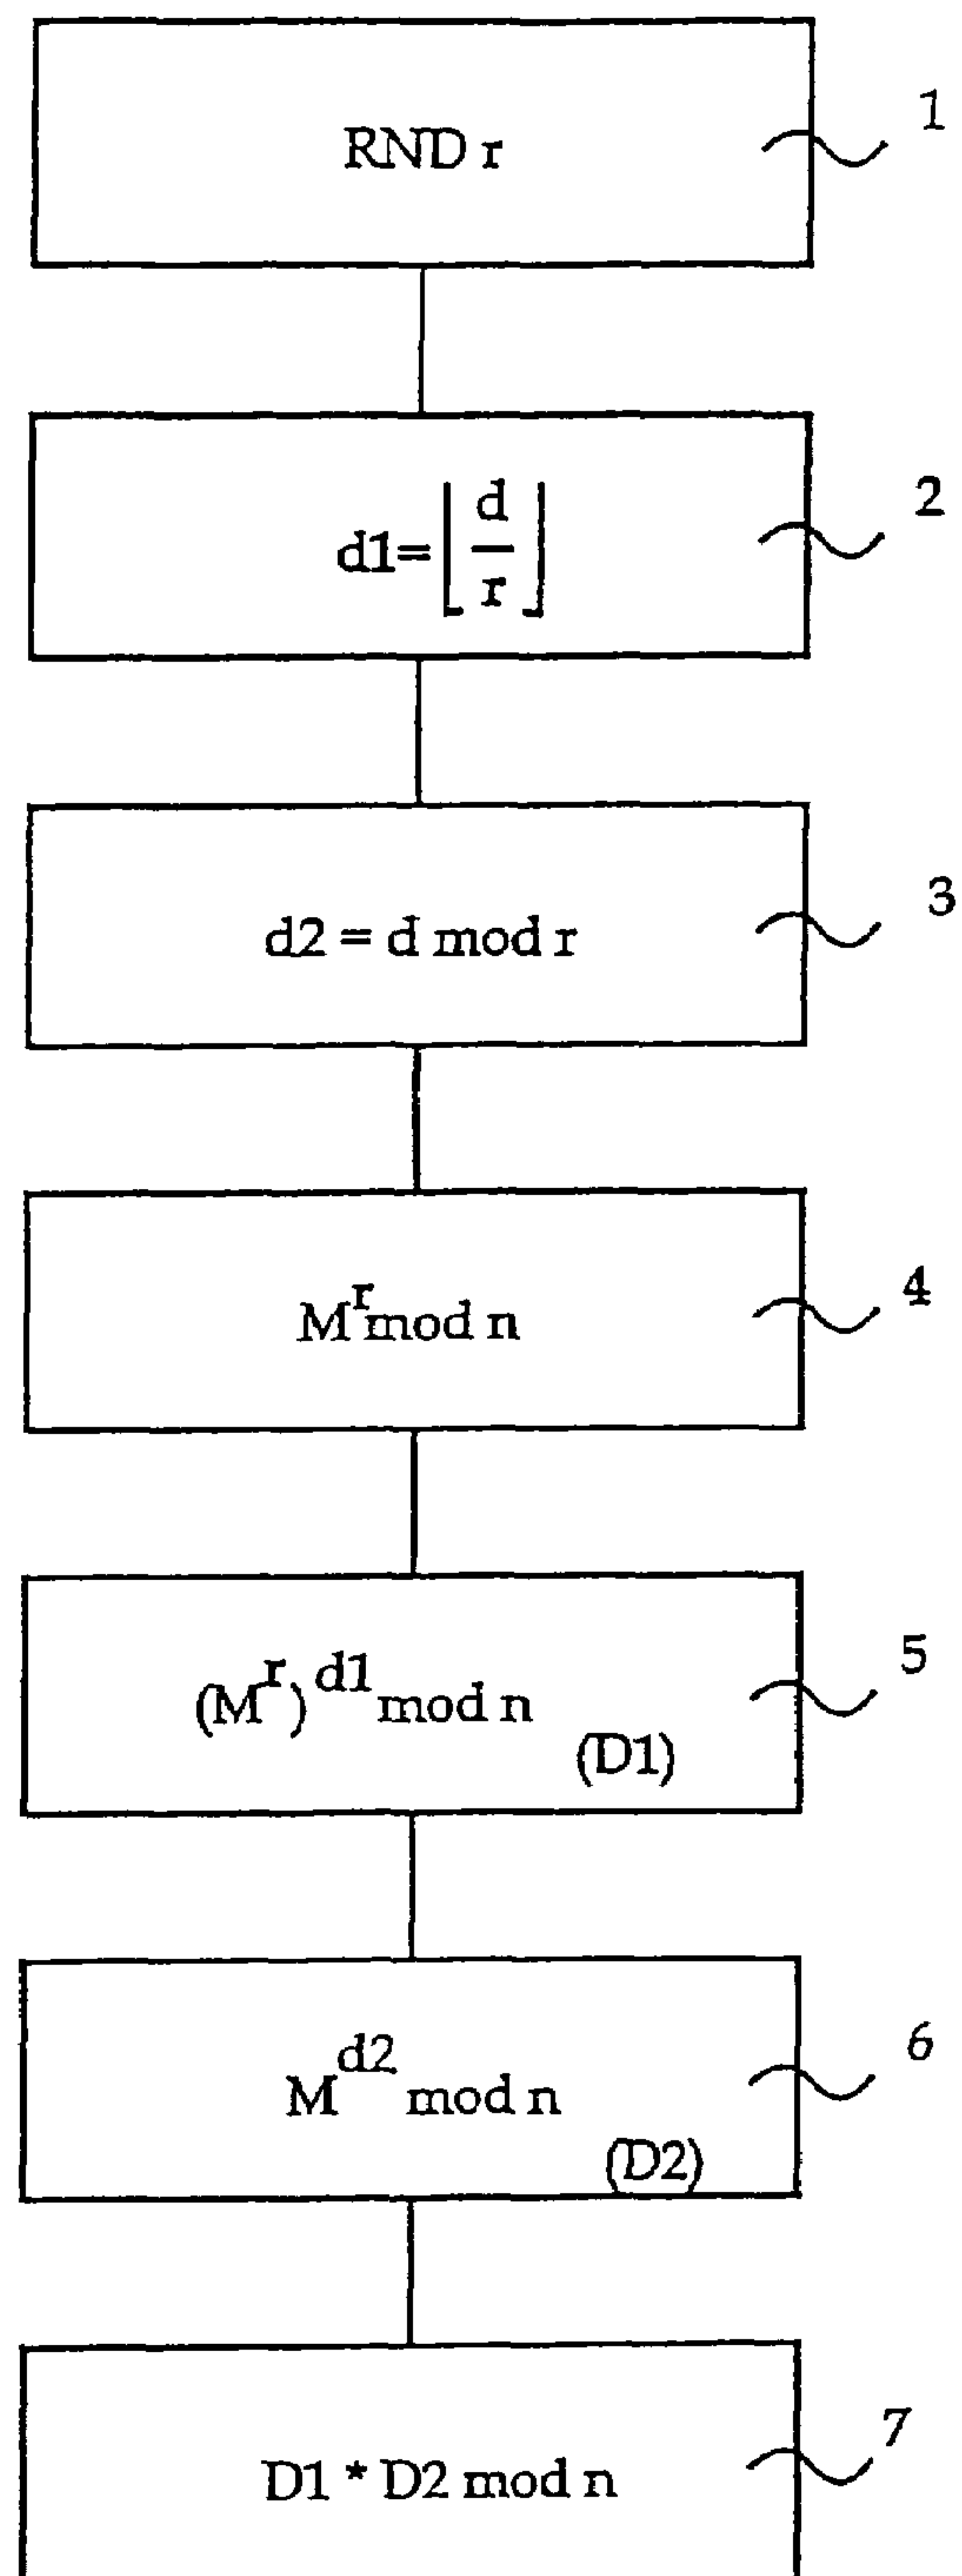 RND r
1
d1=⌊d/r⌋
2
d2 = d mod r
3
M^r mod n
4
(M^r)^d1 mod n
(D1)
5
M^d2 mod n
(D2)
6
D1 * D2 mod n
7